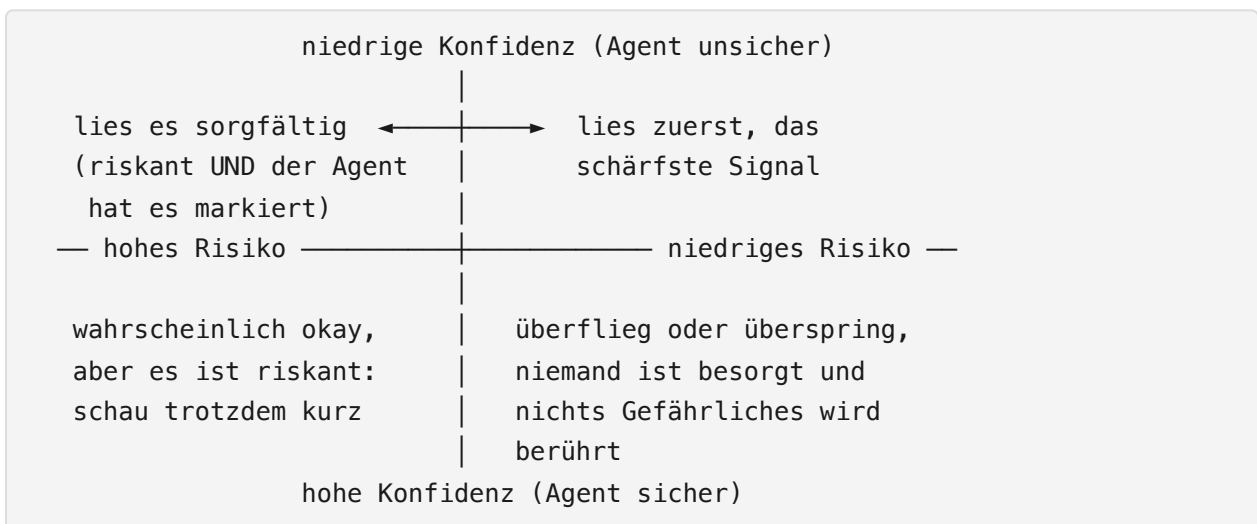 niedrige Konfidenz (Agent unsicher)
lies es sorgfältig ◄────┼────► lies zuerst, das
(riskant UND der Agent │ schärfste Signal
hat es markiert) │
── hohes Risiko ──────────┼─────────── niedriges Risiko ──
wahrscheinlich okay, │ überflieg oder überspring,
aber es ist riskant: │ niemand ist besorgt und
schau trotzdem kurz │ nichts Gefährliches wird
│ berührt
hohe Konfidenz (Agent sicher)